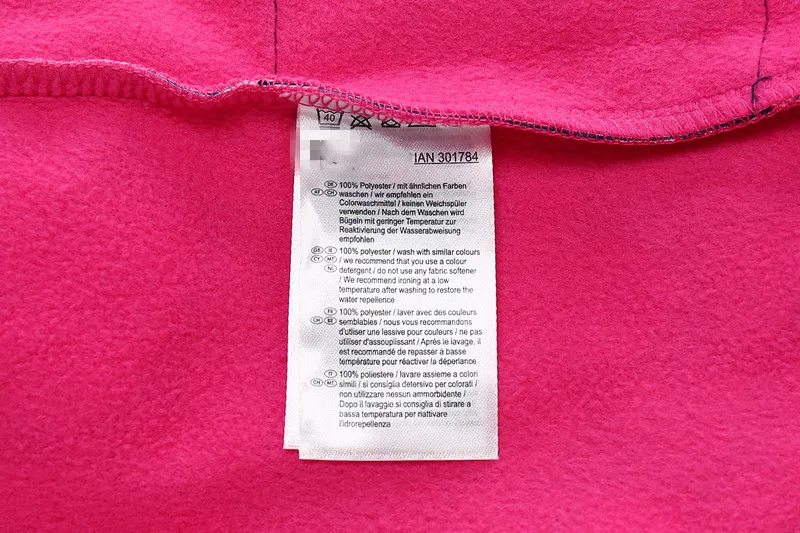 40
IAN 301784
DE 100% Polyester / mit ähnlichen Farben
AT CH waschen / wir empfehlen ein
Colorwaschmittel / keinen Weichspüler
verwenden / Nach dem Waschen wird
Bügeln mit geringer Temperatur zur
Reaktivierung der Wasserabweisung
empfohlen
GB IE 100% polyester / wash with similar colours
CY MT / we recommend that you use a colour
NI detergent / do not use any fabric softener
/ We recommend ironing at a low
temperature after washing to restore the
water repellence
FR 100% polyester / laver avec des couleurs
CH BE semblables / nous vous recommandons
d'utiliser une lessive pour couleurs / ne pas
utiliser d'assouplissant / Après le lavage, il
est recommandé de repasser à basse
température pour réactiver la déperlance
IT 100% poliestere / lavare assieme a colori
CH MT simili / si consiglia detersivo per colorati /
non utilizzare nessun ammorbidente /
Dopo il lavaggio si consiglia di stirare a
bassa temperatura per riattivare
l'idrorepellenza